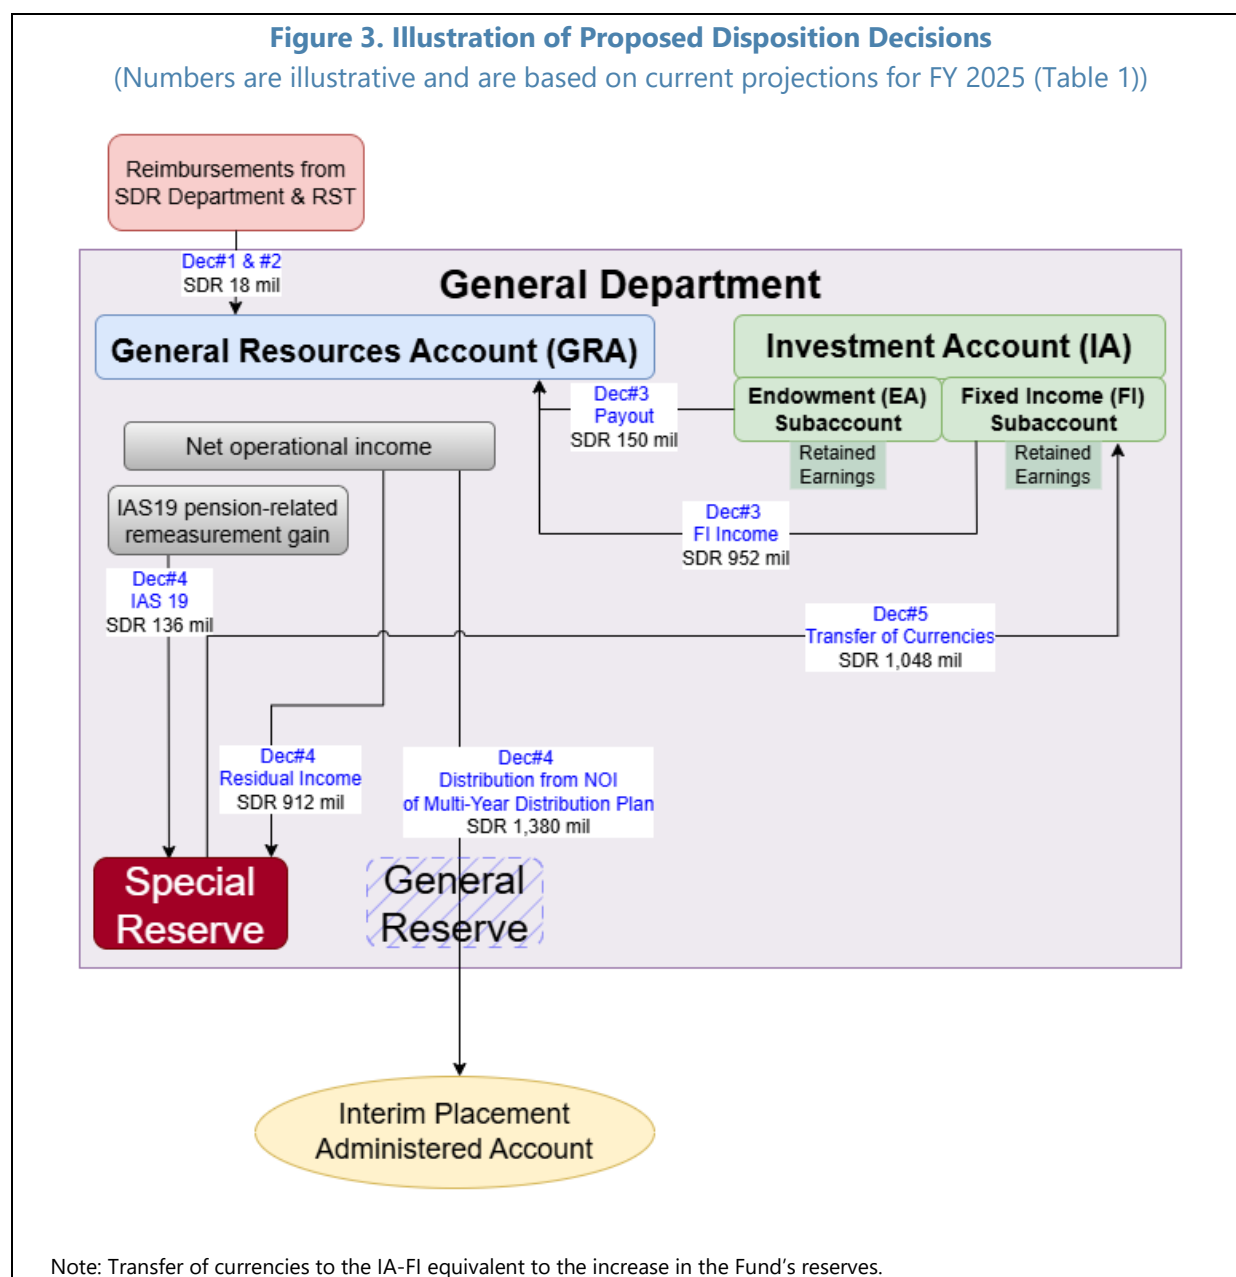 Figure 3. Illustration of Proposed Disposition Decisions
(Numbers are illustrative and are based on current projections for FY 2025 (Table 1))
Reimbursements from
SDR Department & RST
Dec#1 & #2
SDR 18 mil
General Department
General Resources Account (GRA)
Investment Account (IA)
Endowment (EA)
Subaccount
Fixed Income (FI)
Subaccount
Retained
Earnings
Retained
Earnings
Dec#3
Payout
SDR 150 mil
Net operational income
IAS19 pension-related
remeasurement gain
Dec#3
FI Income
SDR 952 mil
Dec#4
IAS 19
SDR 136 mil
Dec#5
Transfer of Currencies
SDR 1,048 mil
Dec#4
Residual Income
SDR 912 mil
Dec#4
Distribution from NOI
of Multi-Year Distribution Plan
SDR 1,380 mil
Special
Reserve
General
Reserve
Interim Placement
Administered Account
Note: Transfer of currencies to the IA-FI equivalent to the increase in the Fund's reserves.